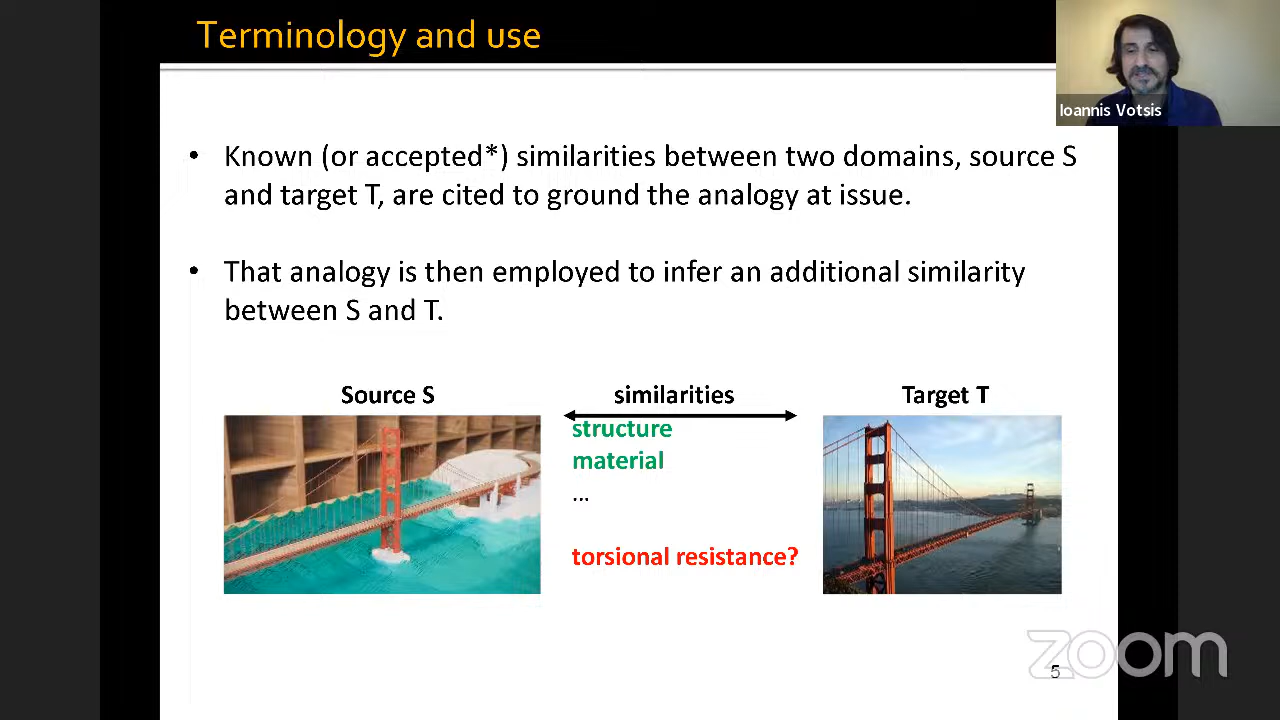 Terminology and use
Ioannis Votsis
• Known (or accepted*) similarities between two domains, source S
and target T, are cited to ground the analogy at issue.
• That analogy is then employed to infer an additional similarity
between S and T.
Source S
similarities
Target T
structure
material
...
torsional resistance?
zoom
5